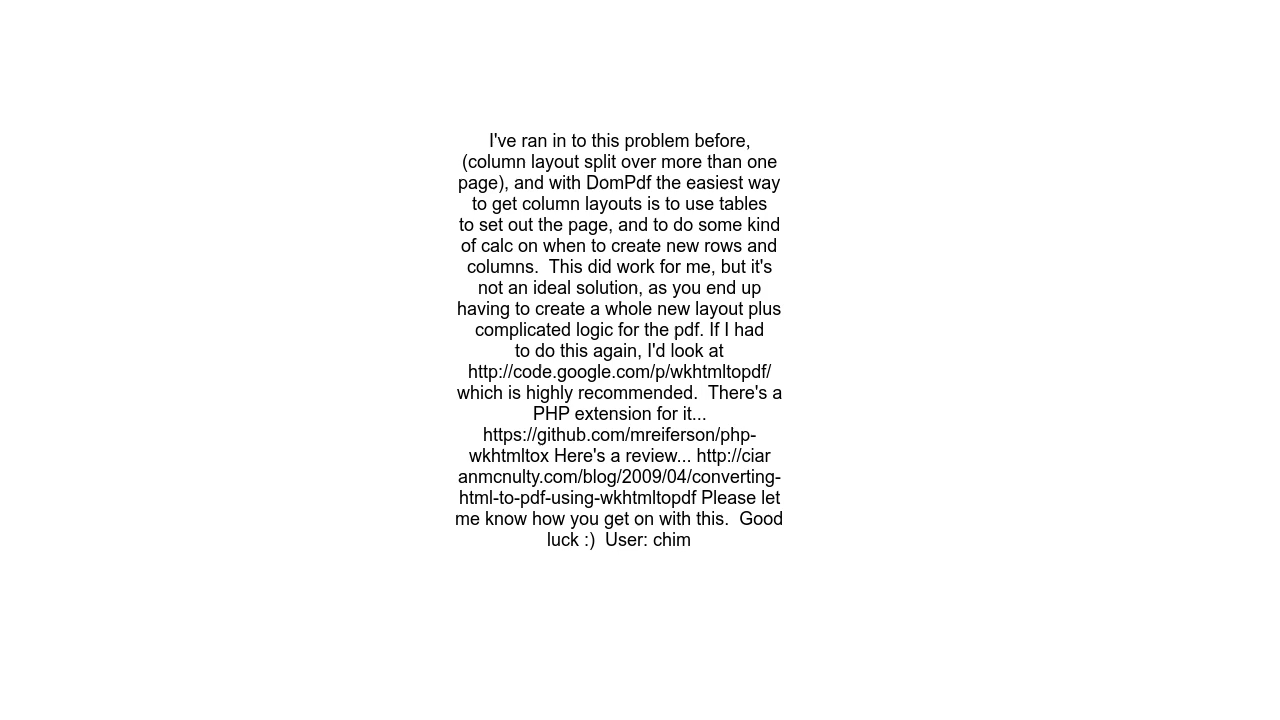 I've ran in to this problem before,
(column layout split over more than one
page), and with DomPdf the easiest way
to get column layouts is to use tables
to set out the page, and to do some kind
of calc on when to create new rows and
columns.  This did work for me, but it's
not an ideal solution, as you end up
having to create a whole new layout plus
complicated logic for the pdf. If I had
to do this again, I'd look at
http://code.google.com/p/wkhtmltopdf/
which is highly recommended.  There's a
PHP extension for it...
https://github.com/mreiferson/php-
wkhtmltox Here's a review... http://ciar
anmcnulty.com/blog/2009/04/converting-
html-to-pdf-using-wkhtmltopdf Please let
me know how you get on with this.  Good
luck :)  User: chim